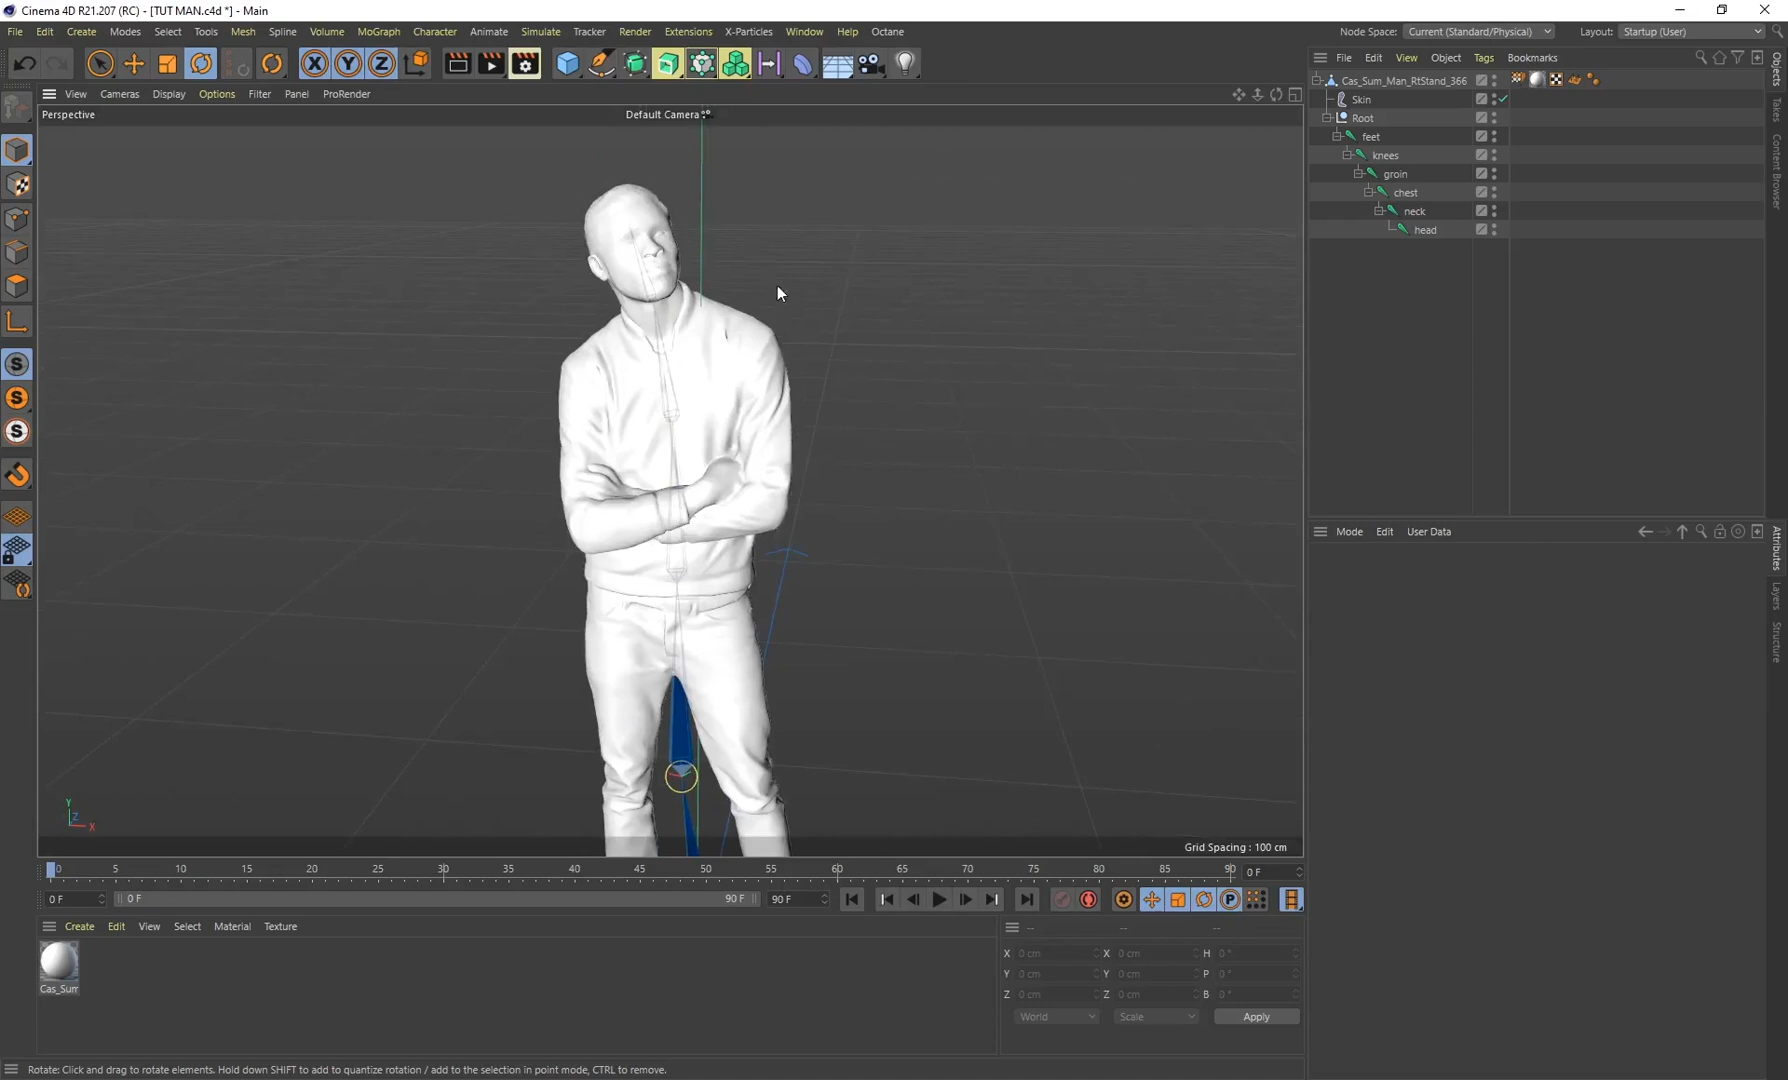 Cinema 4D R21.207 (RC) - [TUT MAN.c4d *] - Main
File Edit Create Modes Select Tools Mesh Spline Volume MoGraph Character Animate Simulate Tracker Render Extensions X-Particles Window Help Octane
Node Space: Current (Standard/Physical) Layout: Startup (User)
X Y Z
View Cameras Display Options Filter Panel ProRender
Perspective
Default Camera
Y
Z
X
Grid Spacing : 100 cm
S
S
S
File Edit View Object Tags Bookmarks
Cas_Sum_Man_RtStand_366
Skin
Root
feet
knees
groin
chest
neck
head
Objects
Takes
Content Browser
Mode Edit User Data
Attributes
Layers
Structure
0 5 10 15 20 25 30 35 40 45 50 55 60 65 70 75 80 85 90 0 F
0 F 0 F 90 F 90 F
P
Create Edit View Select Material Texture
Cas_Sum
-- -- --
X 0 cm X 0 cm H 0 °
Y 0 cm Y 0 cm P 0 °
Z 0 cm Z 0 cm B 0 °
World Scale Apply
Rotate: Click and drag to rotate elements. Hold down SHIFT to add to quantize rotation / add to the selection in point mode, CTRL to remove.